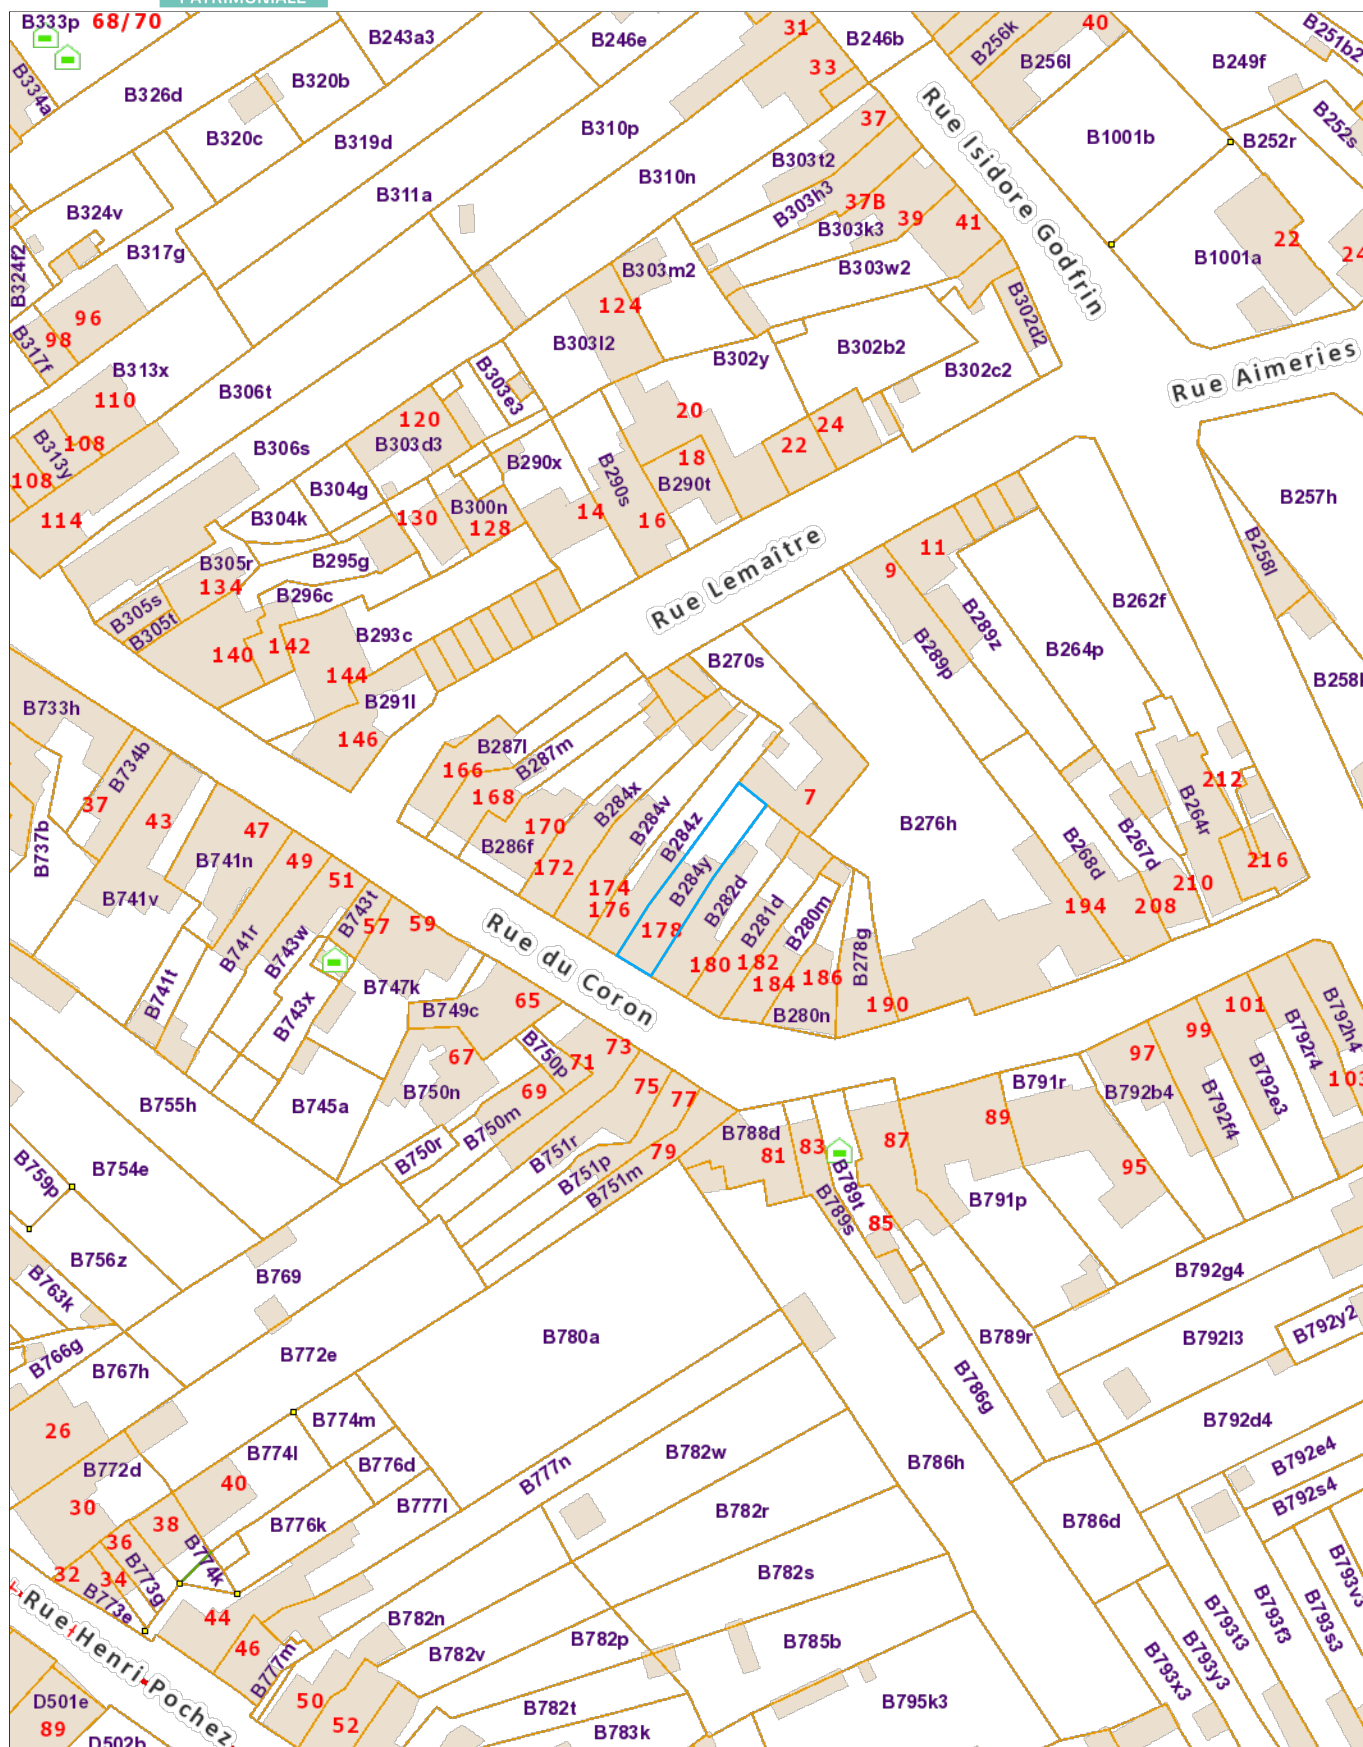 PATRIMONIALE
B333p 68/70
B243a3
B246e
31
B246b
B256k
40
B251b2
B334a
B326d
B320b
33
B256l
B249f
B320c
B319d
B310p
37
Rue Isidore Godfrin
B1001b
B252r
B252s
B303t2
B311a
B310n
B303h3
37B
39
41
B324v
B303k3
B317g
B324f2
B303m2
B303w2
B1001a
22
24
96
98
B317f
124
B302d2
B303l2
B302y
B302b2
B302c2
Rue Aimeries
B313x
B306t
B303e3
110
108
B313y
108
114
B306s
120
B303d3
20
24
22
B290x
B290s
18
B290t
B304g
B304k
130
B300n
128
14
16
B257h
B258l
Rue Lemaître
11
9
B305r
134
B295g
B296c
B305s
B305t
B293c
140
142
144
B291l
146
B289z
B289p
B262f
B264p
B270s
B258l
B733h
B734b
37
43
B737b
B287l
B287m
166
168
170
B286f
172
B284x
B284v
B284z
174
176
7
B276h
212
B264r
B267d
B268d
216
210
208
194
47
B741n
49
51
B741v
B741r
B743w
B743t
57
59
B284y
178
B282d
180
B281d
182
184
B280m
186
B280n
B278g
190
Rue du Coron
B741t
B743x
B747k
B749c
65
67
B750n
B745a
B755h
B750p
71
73
69
75
77
B750m
B750r
B751r
B751p
B751m
79
B788d
81
83
B789t
B789s
85
87
89
B791r
B791p
95
B792b4
97
99
101
103
B792f4
B792e3
B792r4
B792h4
B754e
B759p
B756z
B763k
B769
B766g
B767h
B772e
B780a
B789r
B786g
B792g4
B792l3
B792y2
B792d4
B792e4
B792s4
B774m
B774l
B776d
B777l
B776k
B777n
B782w
B782r
B782s
B786h
B786d
26
B772d
30
40
38
36
34
32
B774k
B773g
B773e
44
46
B777m
B782n
B782v
B782p
B785b
B782t
B783k
B795k3
50
52
Rue Henri Pochez
D501e
89
D502b
B793x3
B793y3
B793t3
B793f3
B793s3
B793v3